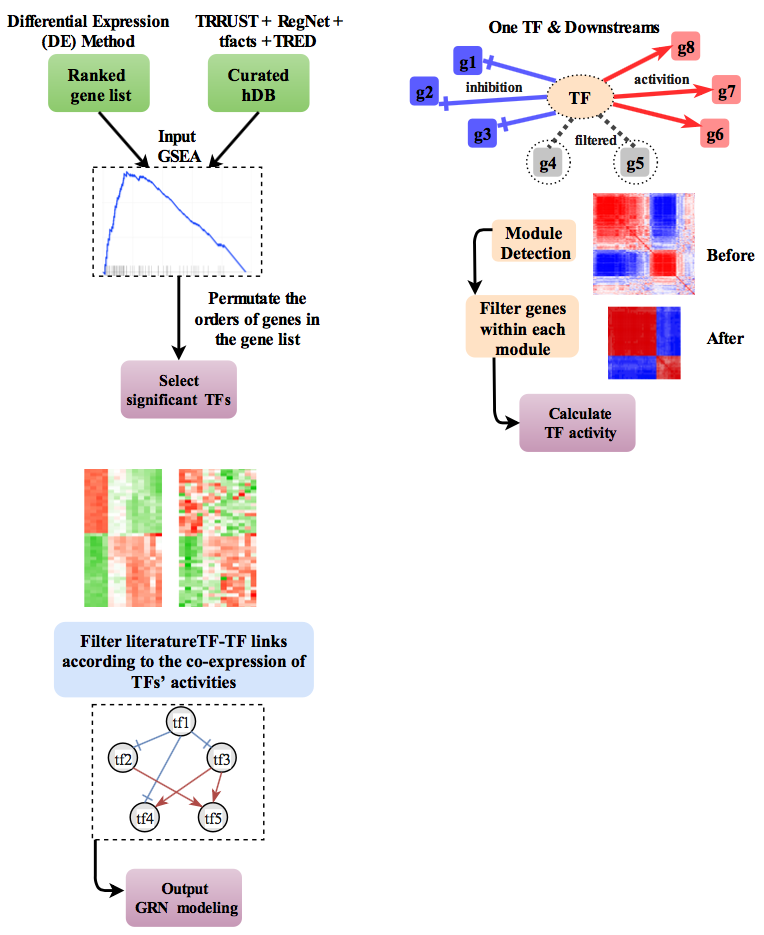 Differential Expression
(DE) Method
TRRUST + RegNet +
tfacts + TRED
Ranked
gene list
Curated
hDB
Input
GSEA
Permutate the
orders of genes in
the gene list
Select
significant TFs
One TF & Downstreams
g1
g2
g3
inhibition
TF
activition
g8
g7
g6
filtered
g4
g5
Module
Detection
Before
Filter genes
within each
module
After
Calculate
TF activity
Filter literatureTF-TF links
according to the co-expression of
TFs’ activities
tf1
tf2
tf3
tf4
tf5
Output
GRN modeling